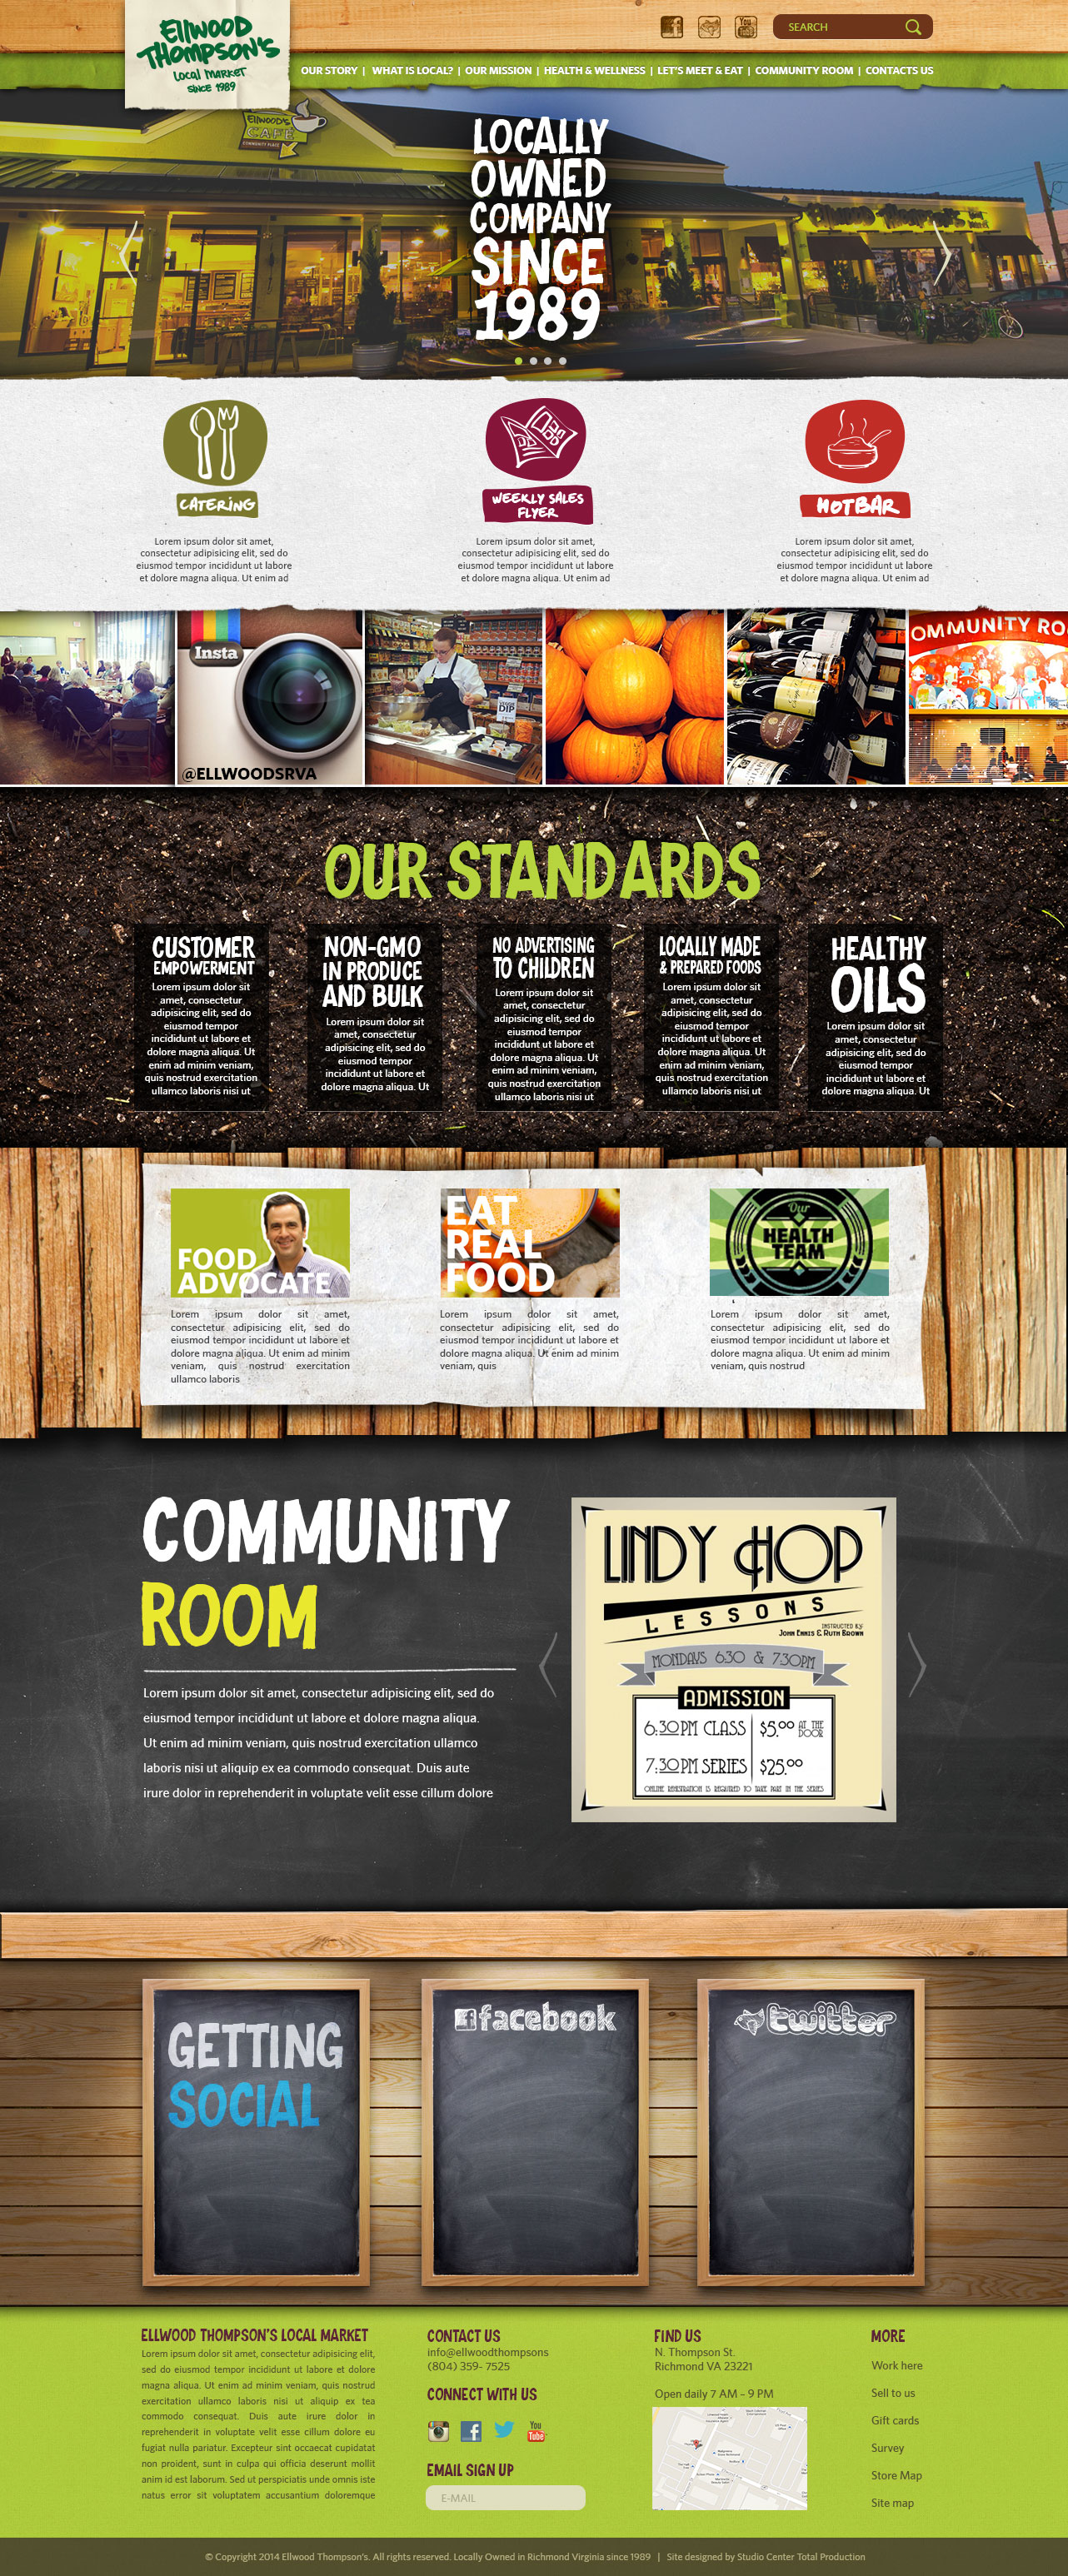 Ellwood
Thompson's
Local Market
Since 1989
SEARCH
OUR STORY | WHAT IS LOCAL? | OUR MISSION | HEALTH & WELLNESS | LET'S MEET & EAT | COMMUNITY ROOM | CONTACTS US
ELLWOOD'S
CAFE
COMMUNITY PLACE
Ellwood Thompson's
LOCALLY
OWNED
COMPANY
SINCE
1989
CATERING
Lorem ipsum dolor sit amet,
consectetur adipisicing elit, sed do
eiusmod tempor incididunt ut labore
et dolore magna aliqua. Ut enim ad
WEEKLY SALES
FLYER
Lorem ipsum dolor sit amet,
consectetur adipisicing elit, sed do
eiusmod tempor incididunt ut labore
et dolore magna aliqua. Ut enim ad
HOTBAR
Lorem ipsum dolor sit amet,
consectetur adipisicing elit, sed do
eiusmod tempor incididunt ut labore
et dolore magna aliqua. Ut enim ad
Insta
@ELLWOODSRVA
DIP
OMMUNITY RO
OUR STANDARDS
CUSTOMER
EMPOWERMENT
Lorem ipsum dolor sit
amet, consectetur
adipisicing elit, sed do
eiusmod tempor
incididunt ut labore et
dolore magna aliqua. Ut
enim ad minim veniam,
quis nostrud exercitation
ullamco laboris nisi ut
NON-GMO
IN PRODUCE
AND BULK
Lorem ipsum dolor sit
amet, consectetur
adipisicing elit, sed do
eiusmod tempor
incididunt ut labore et
dolore magna aliqua. Ut
NO ADVERTISING
TO CHILDREN
Lorem ipsum dolor sit
amet, consectetur
adipisicing elit, sed do
eiusmod tempor
incididunt ut labore et
dolore magna aliqua. Ut
enim ad minim veniam,
quis nostrud exercitation
ullamco laboris nisi ut
LOCALLY MADE
& PREPARED FOODS
Lorem ipsum dolor sit
amet, consectetur
adipisicing elit, sed do
eiusmod tempor
incididunt ut labore et
dolore magna aliqua. Ut
enim ad minim veniam,
quis nostrud exercitation
ullamco laboris nisi ut
HEALTHY
OILS
Lorem ipsum dolor sit
amet, consectetur
adipisicing elit, sed do
eiusmod tempor
incididunt ut labore et
dolore magna aliqua. Ut
FOOD
ADVOCATE
Lorem ipsum dolor sit amet,
consectetur adipisicing elit, sed do
eiusmod tempor incididunt ut labore et
dolore magna aliqua. Ut enim ad minim
veniam, quis nostrud exercitation
ullamco laboris
EAT
REAL
FOOD
Lorem ipsum dolor sit amet,
consectetur adipisicing elit, sed do
eiusmod tempor incididunt ut labore et
dolore magna aliqua. Ut enim ad minim
veniam, quis
Our
HEALTH
TEAM
Lorem ipsum dolor sit amet,
consectetur adipisicing elit, sed do
eiusmod tempor incididunt ut labore et
dolore magna aliqua. Ut enim ad minim
veniam, quis nostrud
COMMUNITY
ROOM
Lorem ipsum dolor sit amet, consectetur adipisicing elit, sed do
eiusmod tempor incididunt ut labore et dolore magna aliqua.
Ut enim ad minim veniam, quis nostrud exercitation ullamco
laboris nisi ut aliquip ex ea commodo consequat. Duis aute
irure dolor in reprehenderit in voluptate velit esse cillum dolore
LINDY HOP
LESSONS
INSTRUCTED BY:
JOHN ENNIS & RUTH BROWN
MONDAYS 6:30 & 7:30PM
ADMISSION
6:30PM CLASS $5.00 AT THE DOOR
7:30PM SERIES $25.00
ONLINE REGISTRATION IS REQUIRED TO TAKE PART IN THE SERIES
GETTING
SOCIAL
facebook
twitter
ELLWOOD THOMPSON'S LOCAL MARKET
Lorem ipsum dolor sit amet, consectetur adipisicing elit,
sed do eiusmod tempor incididunt ut labore et dolore
magna aliqua. Ut enim ad minim veniam, quis nostrud
exercitation ullamco laboris nisi ut aliquip ex tea
commodo consequat. Duis aute irure dolor in
reprehenderit in voluptate velit esse cillum dolore eu
fugiat nulla pariatur. Excepteur sint occaecat cupidatat
non proident, sunt in culpa qui officia deserunt mollit
anim id est laborum. Sed ut perspiciatis unde omnis iste
natus error sit voluptatem accusantium doloremque
CONTACT US
info@ellwoodthompsons
(804) 359- 7525
CONNECT WITH US
You
Tube
EMAIL SIGN UP
E-MAIL
FIND US
N. Thompson St.
Richmond VA 23221
Open daily 7 AM – 9 PM
MORE
Work here
Sell to us
Gift cards
Survey
Store Map
Site map
© Copyright 2014 Ellwood Thompson's. All rights reserved. Locally Owned in Richmond Virginia since 1989 | Site designed by Studio Center Total Production